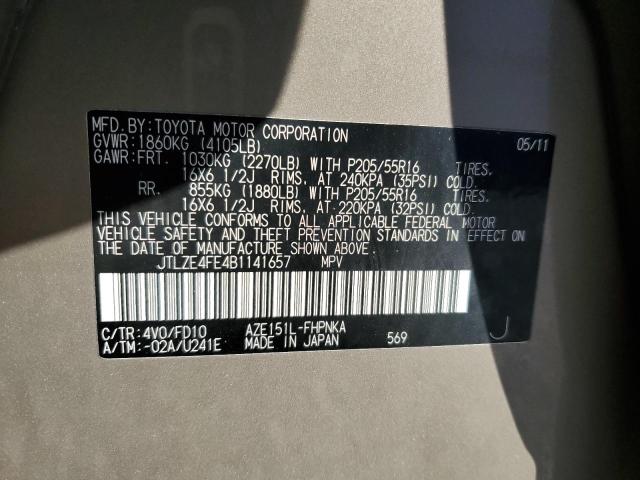 MFD.BY:TOYOTA MOTOR CORPORATION 05/11
GVWR:1860KG (4105LB)
GAWR:FRT. 1030KG (2270LB) WITH P205/55R16 TIRES.
16X6 1/2J RIMS. AT 240KPA (35PSI) COLD.
RR. 855KG (1880LB) WITH P205/55R16 TIRES.
16X6 1/2J RIMS. AT 220KPA (32PSI) COLD.
THIS VEHICLE CONFORMS TO ALL APPLICABLE FEDERAL MOTOR
VEHICLE SAFETY AND THEFT PREVENTION STANDARDS IN EFFECT ON
THE DATE OF MANUFACTURE SHOWN ABOVE.
JTLZE4FE4B1141657 MPV
C/TR:4V0/FD10 AZE151L-FHPNKA
A/TM:-02A/U241E MADE IN JAPAN 569 J